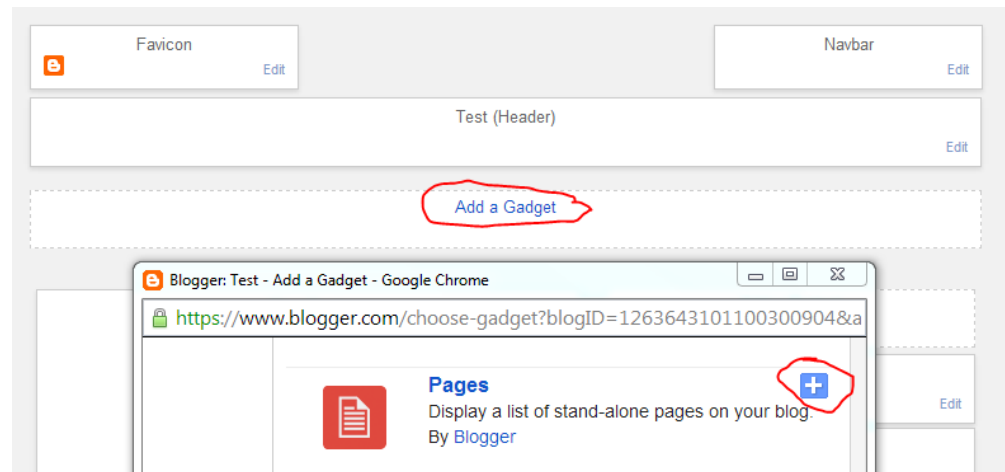 Favicon
Edit
Navbar
Edit
Test (Header)
Edit
Add a Gadget
Blogger: Test - Add a Gadget - Google Chrome
https://www.blogger.com/choose-gadget?blogID=1263643101100300904&a
Pages
Display a list of stand-alone pages on your blog.
By Blogger
Edit